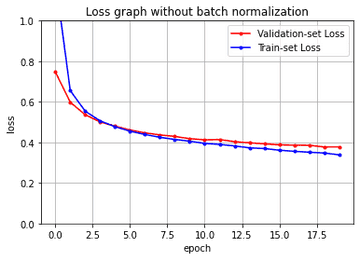 Loss graph without batch normalization
Validation-set Loss
Train-set Loss
loss
1.0
0.8
0.6
0.4
0.2
0.0
0.0 2.5 5.0 7.5 10.0 12.5 15.0 17.5
epoch